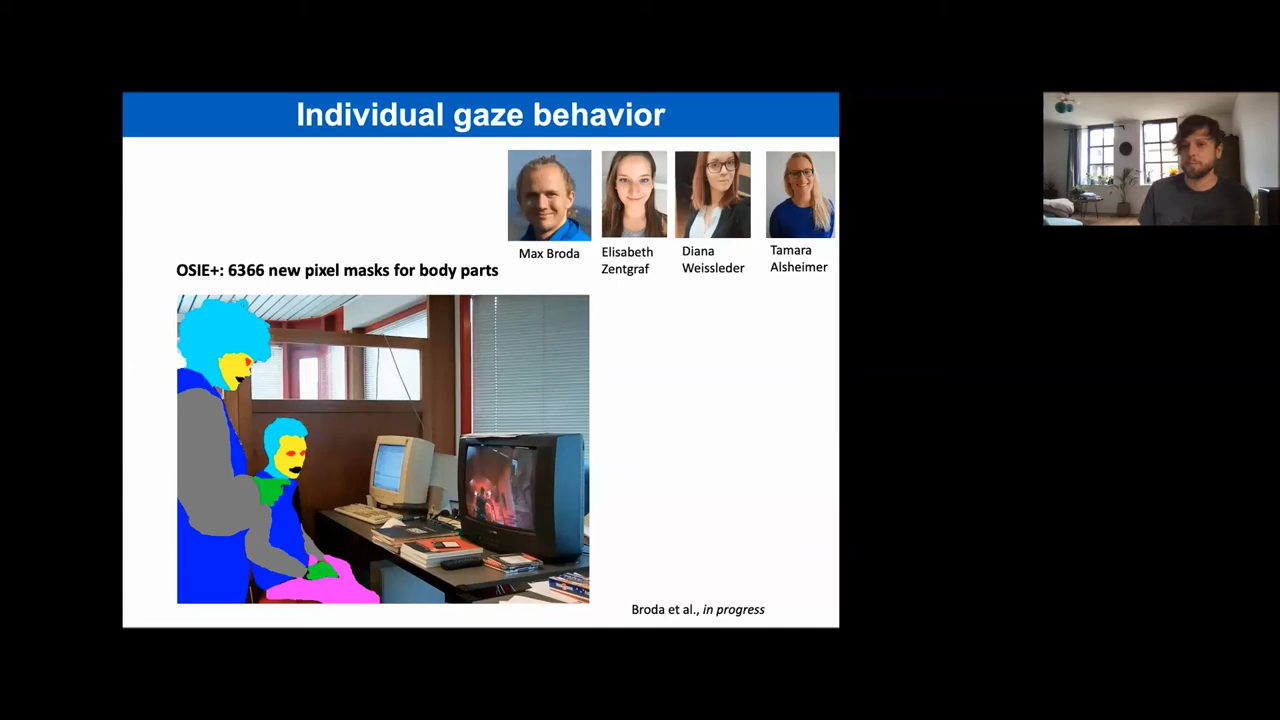 Individual gaze behavior
Max Broda
Elisabeth
Zentgraf
Diana
Weissleder
Tamara
Alsheimer
OSIE+: 6366 new pixel masks for body parts
Broda et al., in progress